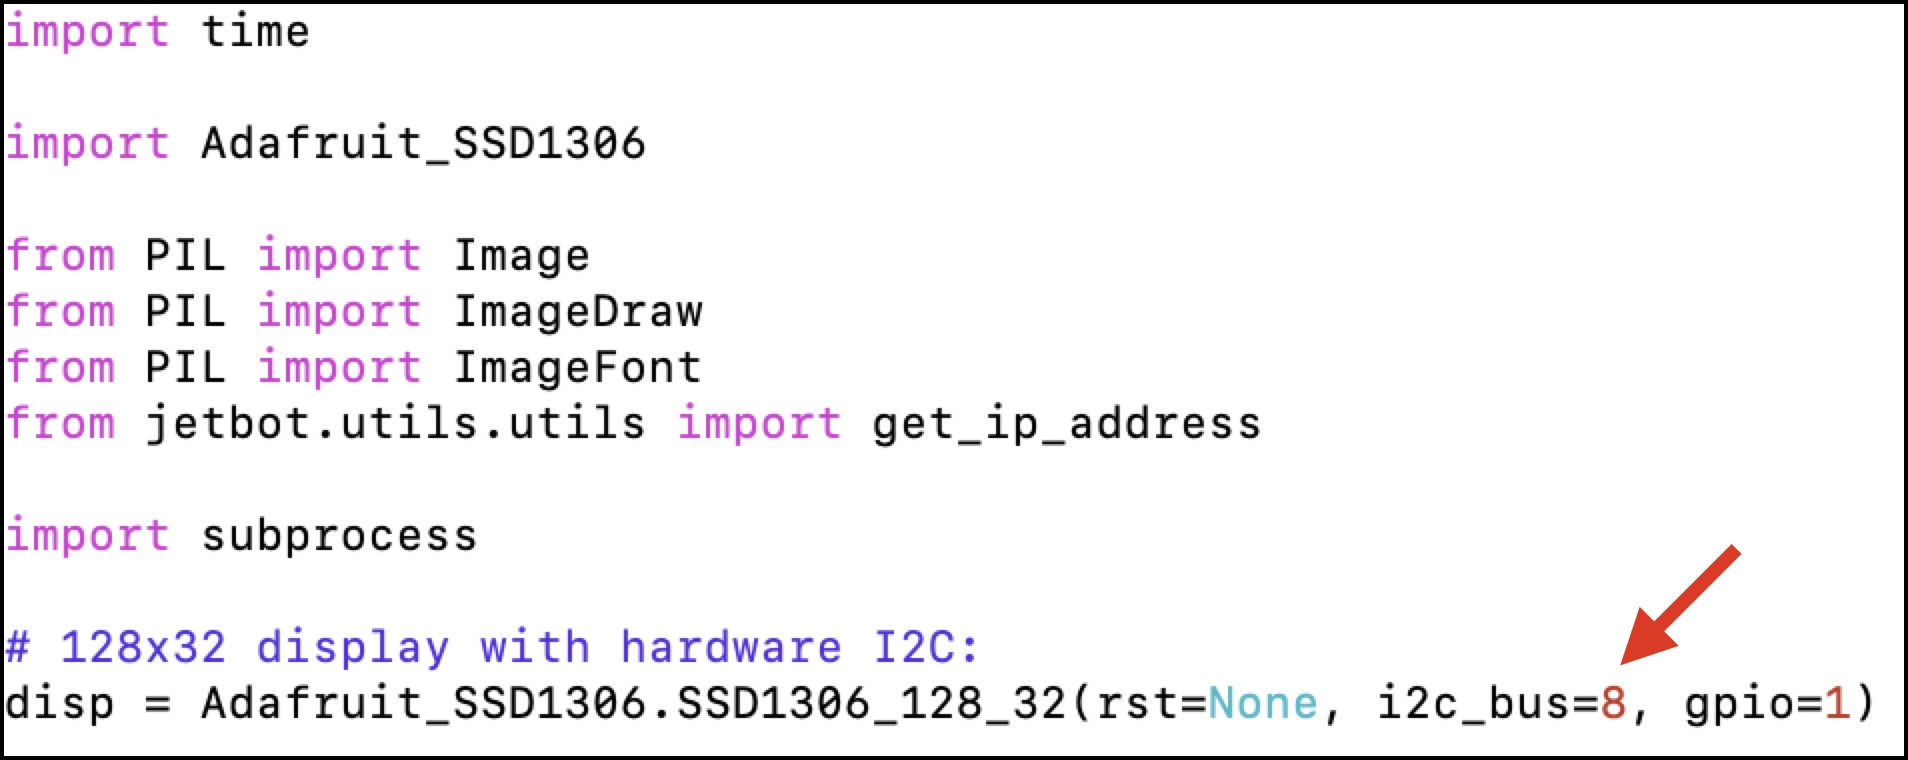 import time
import Adafruit_SSD1306
from PIL import Image
from PIL import ImageDraw
from PIL import ImageFont
from jetbot.utils.utils import get_ip_address
import subprocess
# 128x32 display with hardware I2C:
disp = Adafruit_SSD1306.SSD1306_128_32(rst=None, i2c_bus=8, gpio=1)